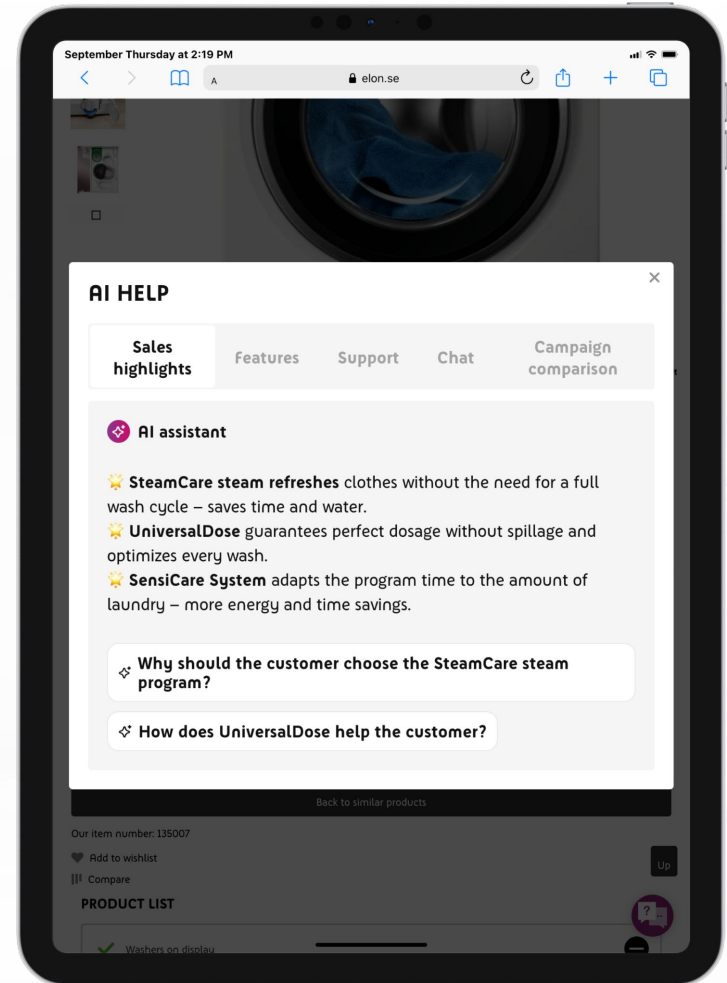 September Thursday at 2:19 PM
A
elon.se
AI HELP
Sales
highlights
Features
Support
Chat
Campaign
comparison
t
AI assistant
🌟 SteamCare steam refreshes clothes without the need for a full
wash cycle – saves time and water.
🌟 UniversalDose guarantees perfect dosage without spillage and
optimizes every wash.
🌟 SensiCare System adapts the program time to the amount of
laundry – more energy and time savings.
Why should the customer choose the SteamCare steam
program?
How does UniversalDose help the customer?
Back to similar products
Our item number: 135007
Add to wishlist
Up
Compare
PRODUCT LIST
?
Washers on display